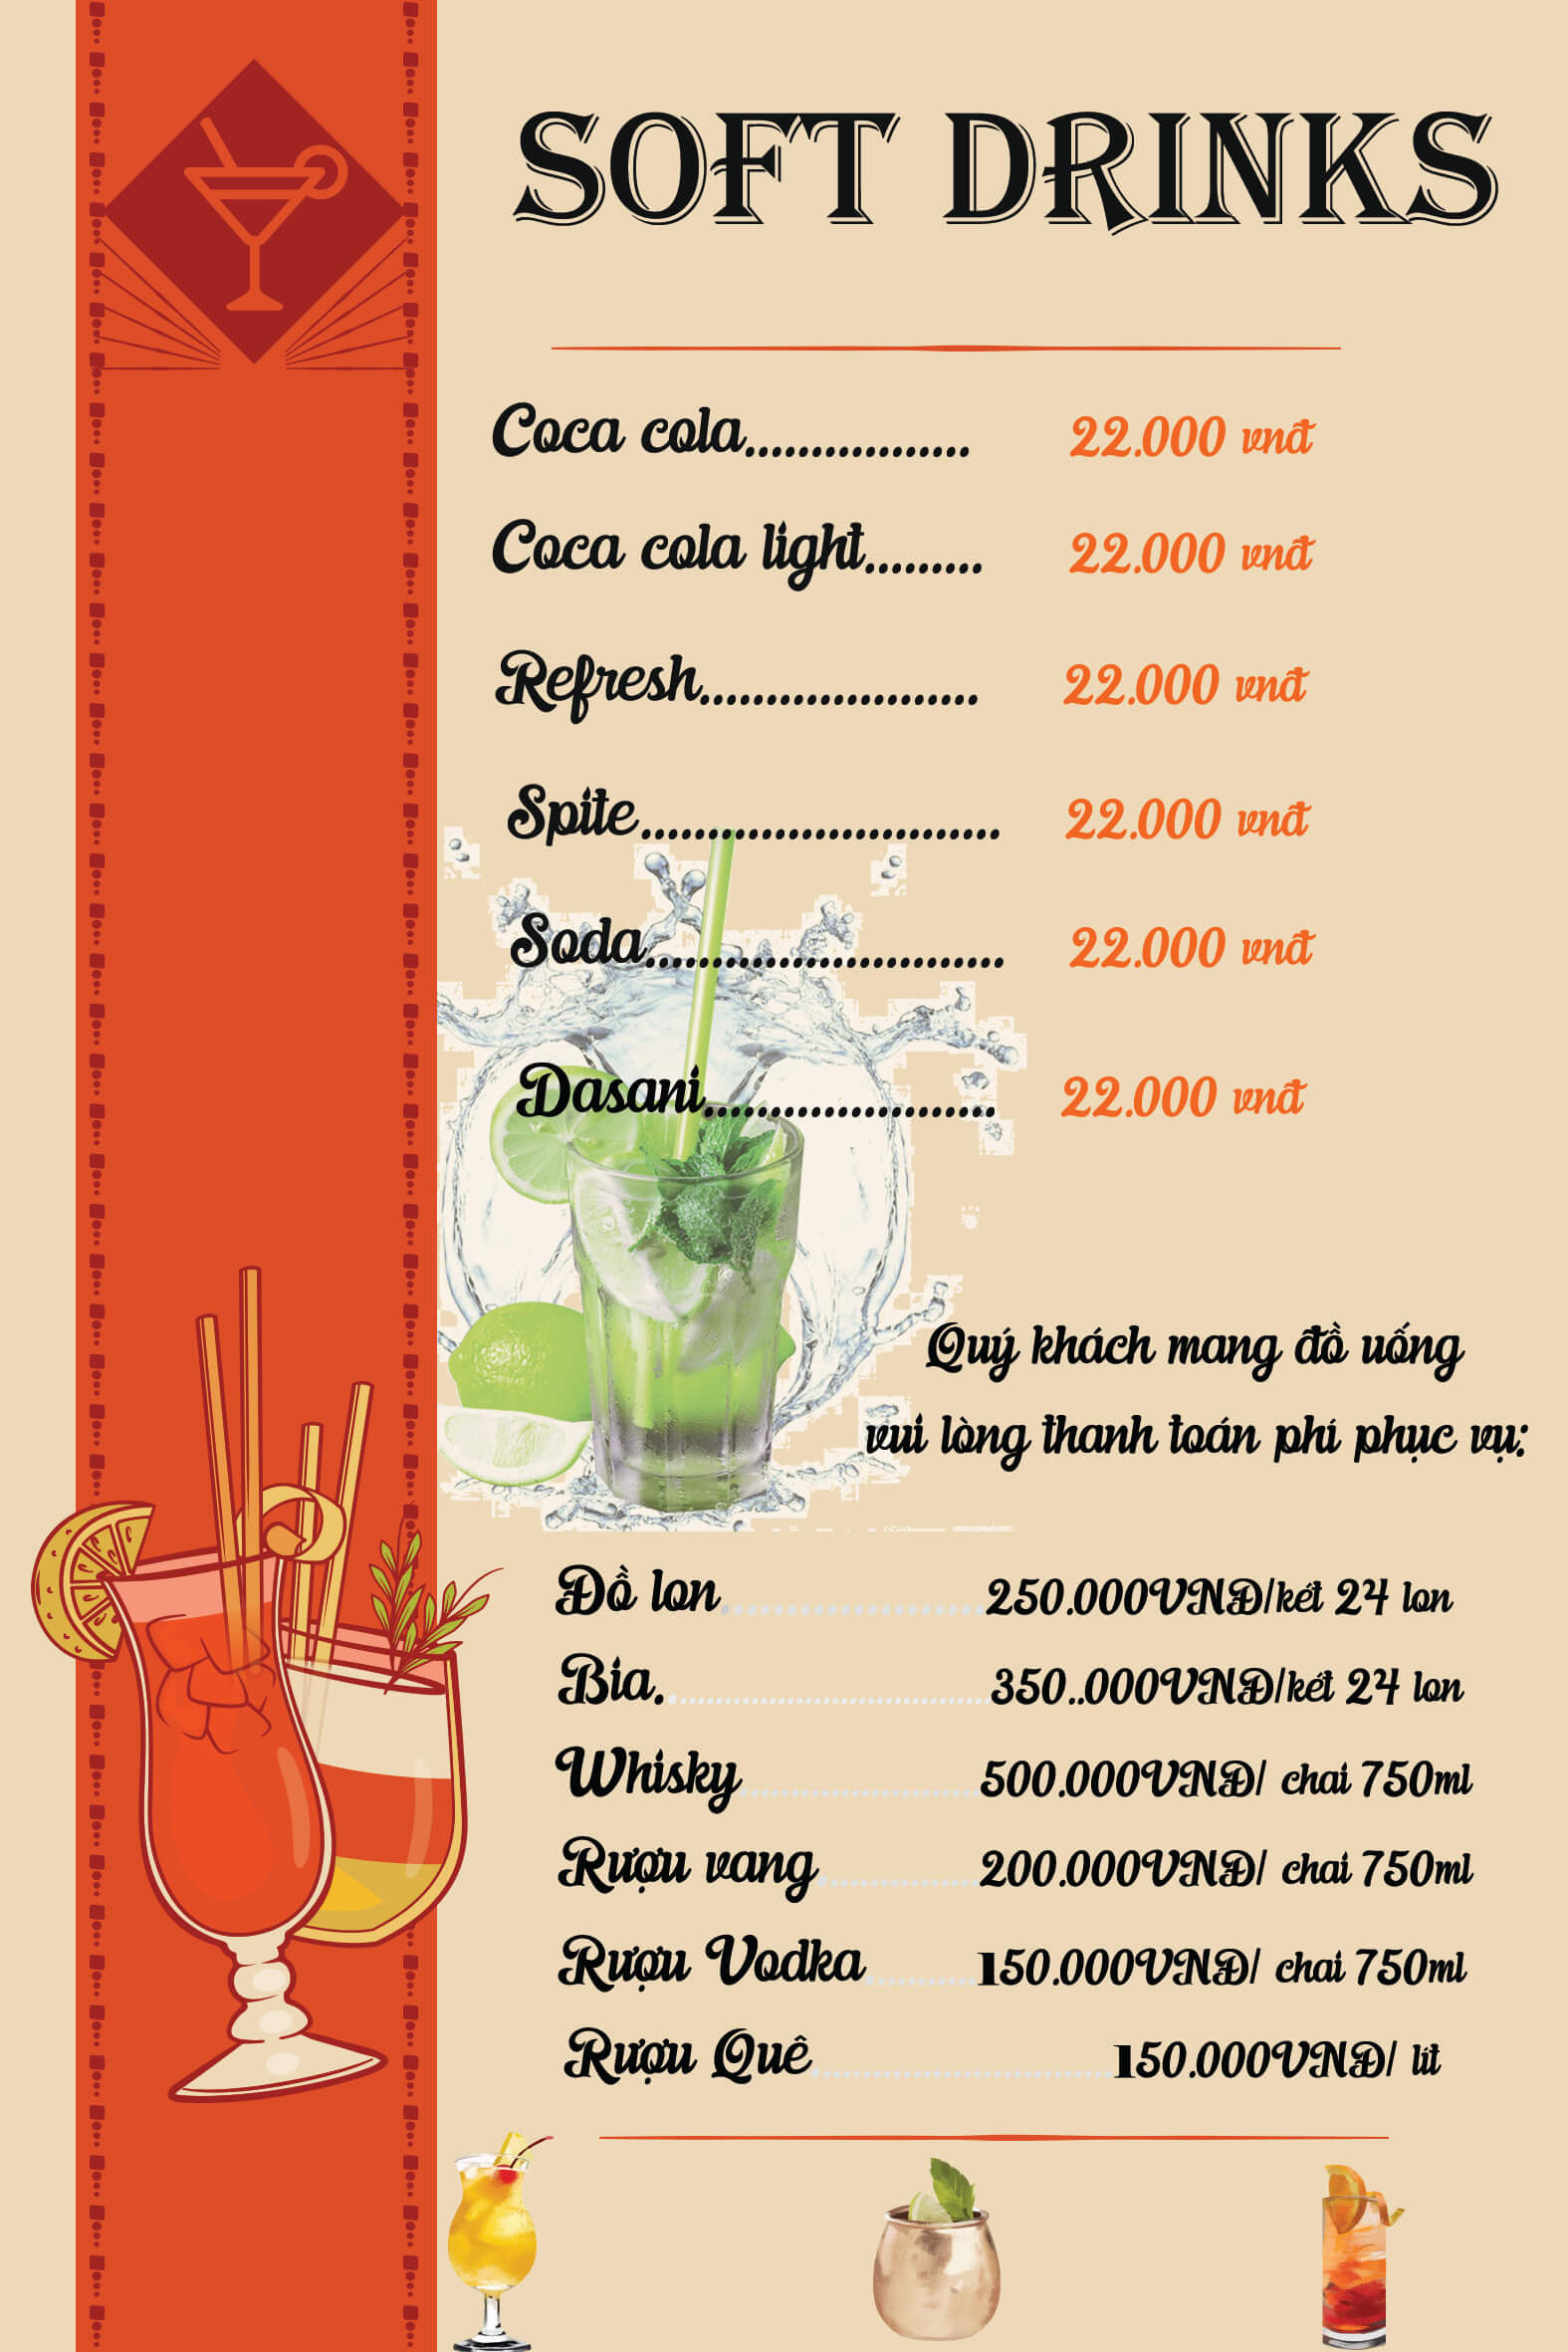 SOFT DRINKS
Coca cola................. 22.000 vnđ
Coca cola light......... 22.000 vnđ
Refresh..................... 22.000 vnđ
Spite........................... 22.000 vnđ
Soda........................... 22.000 vnđ
Dasani...................... 22.000 vnđ
Quý khách mang đồ uống
vui lòng thanh toán phí phục vụ:
Đồ lon.................... 250.000VNĐ/két 24 lon
Bia......................... 350..000VNĐ/két 24 lon
Whisky.................. 500.000VNĐ/ chai 750ml
Rượu vang............ 200.000VNĐ/ chai 750ml
Rượu Vodka......... 150.000VNĐ/ chai 750ml
Rượu Quê....................... 150.000VNĐ/ lít